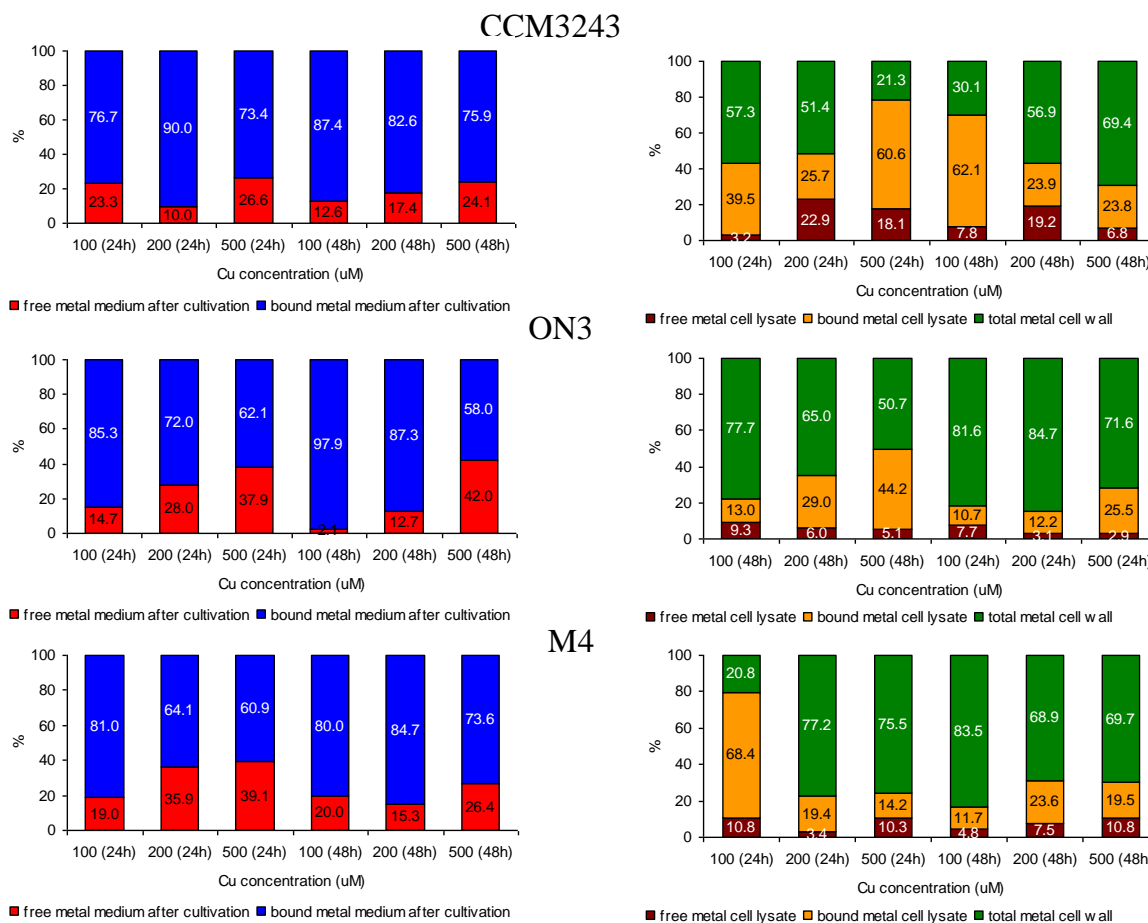 CCM3243
100
80
60
40
20
0
%
76.7 90.0 73.4 87.4 82.6 75.9
23.3 10.0 26.6 12.6 17.4 24.1
100 (24h) 200 (24h) 500 (24h) 100 (48h) 200 (48h) 500 (48h)
Cu concentration (uM)
free metal medium after cultivation bound metal medium after cultivation
100
80
60
40
20
0
%
57.3 51.4 21.3 30.1 56.9 69.4
39.5 25.7 60.6 62.1 23.9 23.8
3.2 22.9 18.1 7.8 19.2 6.8
100 (24h) 200 (24h) 500 (24h) 100 (48h) 200 (48h) 500 (48h)
Cu concentration (uM)
free metal cell lysate bound metal cell lysate total metal cell wall
ON3
100
80
60
40
20
0
%
85.3 72.0 62.1 97.9 87.3 58.0
14.7 28.0 37.9 2.1 12.7 42.0
100 (24h) 200 (24h) 500 (24h) 100 (48h) 200 (48h) 500 (48h)
Cu concentration (uM)
free metal medium after cultivation bound metal medium after cultivation
100
80
60
40
20
0
%
77.7 65.0 50.7 81.6 84.7 71.6
13.0 29.0 44.2 10.7 12.2 25.5
9.3 6.0 5.1 7.7 3.1 2.9
100 (48h) 200 (48h) 500 (48h) 100 (24h) 200 (24h) 500 (24h)
Cu concentration (uM)
free metal cell lysate bound metal cell lysate total metal cell wall
M4
100
80
60
40
20
0
%
81.0 64.1 60.9 80.0 84.7 73.6
19.0 35.9 39.1 20.0 15.3 26.4
100 (24h) 200 (24h) 500 (24h) 100 (48h) 200 (48h) 500 (48h)
Cu concentration (uM)
free metal medium after cultivation bound metal medium after cultivation
100
80
60
40
20
0
%
20.8 77.2 75.5 83.5 68.9 69.7
68.4 19.4 14.2 11.7 23.6 19.5
10.8 3.4 10.3 4.8 7.5 10.8
100 (24h) 200 (24h) 500 (24h) 100 (48h) 200 (48h) 500 (48h)
Cu concentration (uM)
free metal cell lysate bound metal cell lysate total metal cell wall